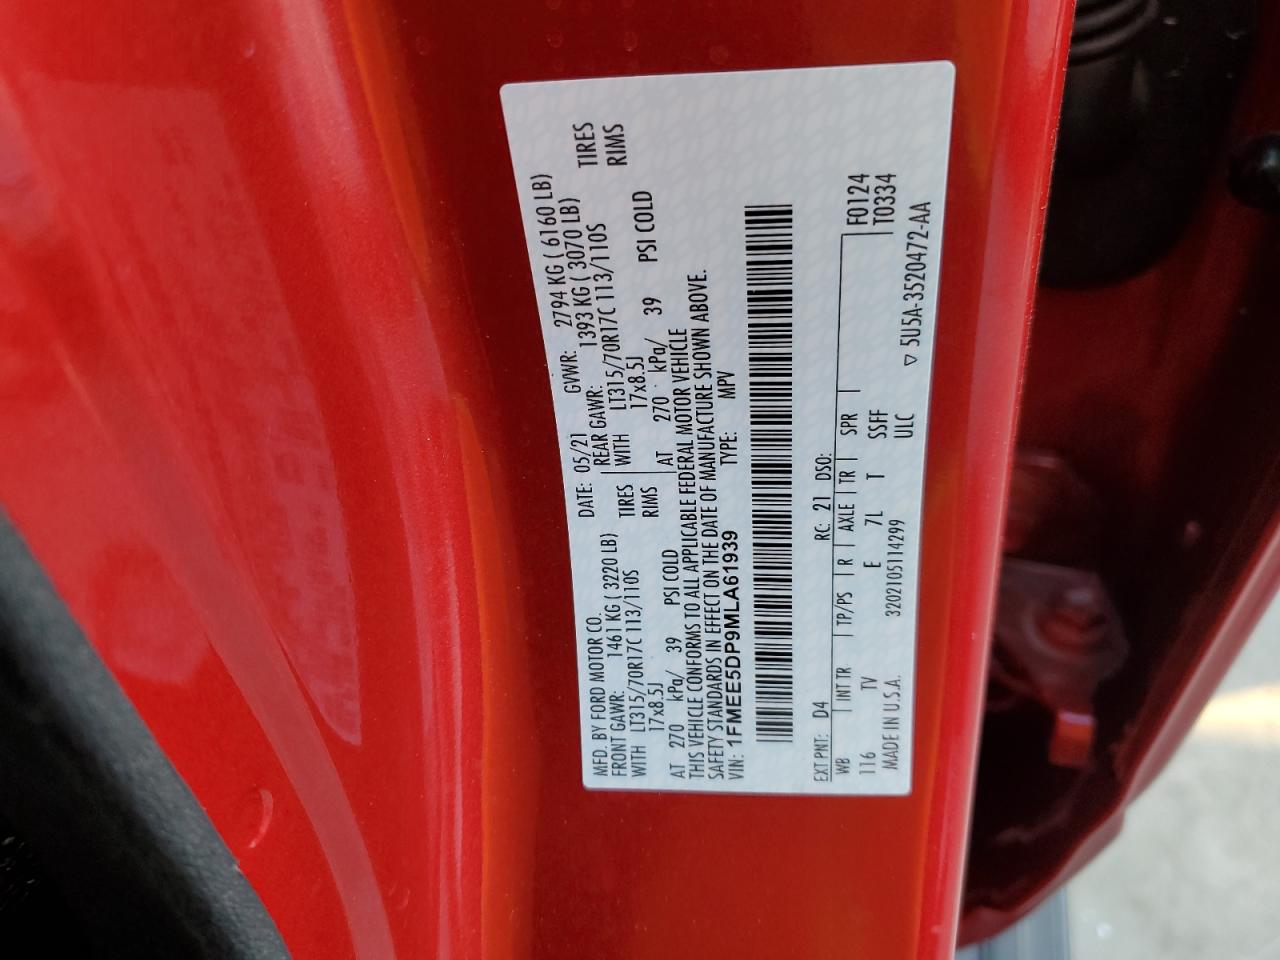 MFD. BY FORD MOTOR CO. DATE: 05/21 GVWR: 2794 KG ( 6160 LB)
FRONT GAWR: 1461 KG ( 3220 LB) REAR GAWR: 1393 KG ( 3070 LB)
WITH LT315/70R17C 113/110S TIRES WITH LT315/70R17C 113/110S TIRES
17x8.5J RIMS 17x8.5J RIMS
AT 270 kPa/ 39 PSI COLD AT 270 kPa/ 39 PSI COLD
THIS VEHICLE CONFORMS TO ALL APPLICABLE FEDERAL MOTOR VEHICLE
SAFETY STANDARDS IN EFFECT ON THE DATE OF MANUFACTURE SHOWN ABOVE.
VIN: 1FMEE5DP9MLA61939 TYPE: MPV
EXT PNT: D4 RC: 21 DSO:
WB INT TR TP/PS R AXLE TR SPR F0124
116 TV E 7L T SSFF T0334
MADE IN U.S.A. 3202105114299 ULC
▽ 5U5A-3520472-AA